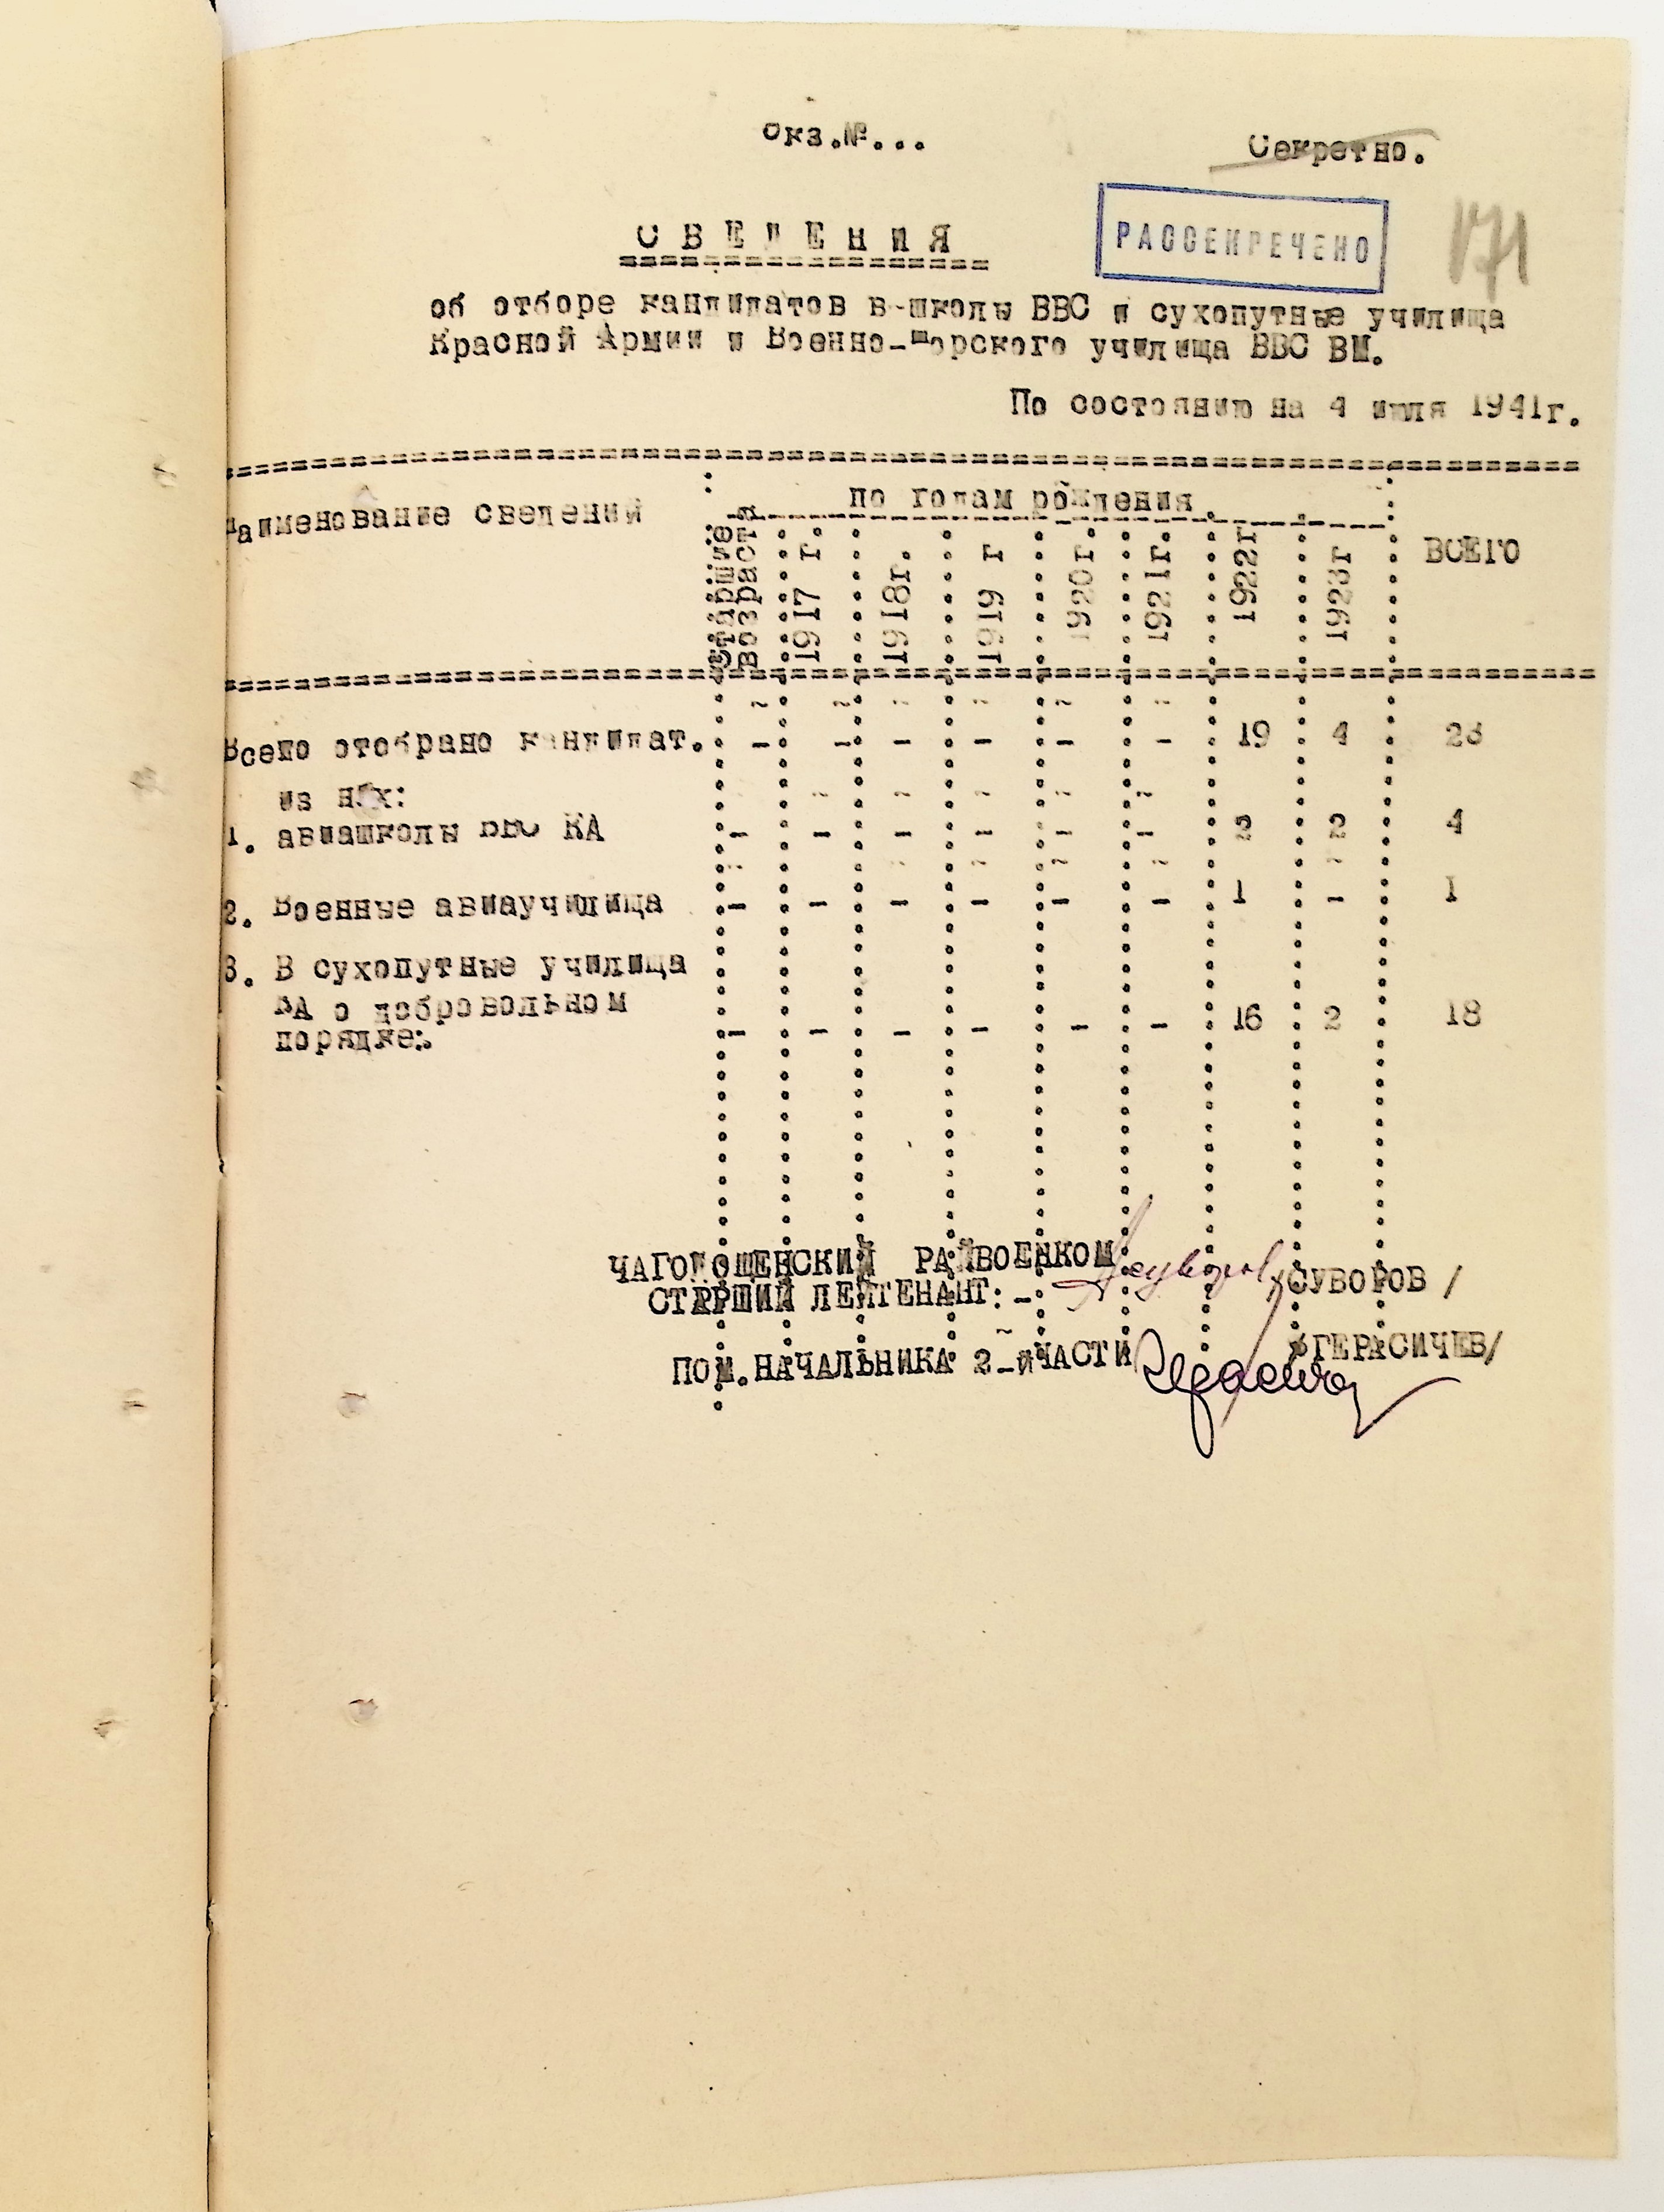 Экз.№...
Секретно.
РАССЕКРЕЧЕНО
171
С В Е Д Е Н И Я
об отборе кандидатов в школы ВВС и сухопутные училища
Красной Армии и Военно-морского училища ВВС ВМ.
По состоянию на 4 июля 1941г.
Наименование сведений
по годам рождения
Старшие возраста
1917 г.
1918г.
1919 г
1920г.
1921г.
1922г
1923г
ВСЕГО
Всего отобрано кандидат. - - - - - - 19 4 23
из них:
1. авиашколы ВВС КА - - - - - - 2 2 4
2. Военные авиаучилища - - - - - - 1 - 1
3. В сухопутные училища
КА о добровольном
порядке: - - - - - - 16 2 18
ЧАГОДОЩЕНСКИЙ РАЙВОЕНКОМ
СТАРШИЙ ЛЕЙТЕНАНТ: - /СУВОРОВ /
ПОМ.НАЧАЛЬНИКА 2-йЧАСТИ /ГЕРАСИЧЕВ/